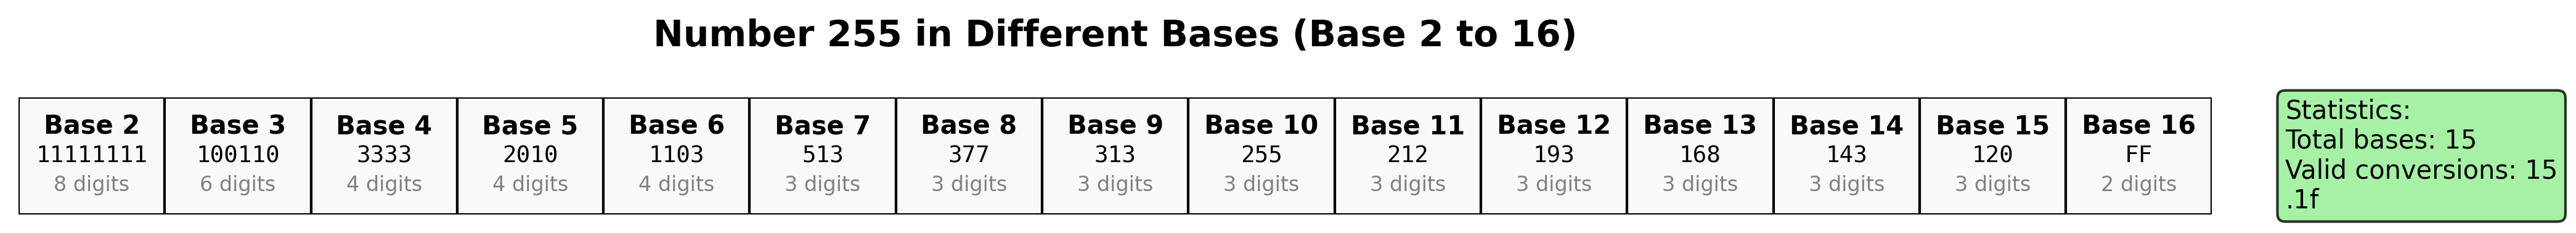 Number 255 in Different Bases (Base 2 to 16)
Base 2
11111111
8 digits
Base 3
100110
6 digits
Base 4
3333
4 digits
Base 5
2010
4 digits
Base 6
1103
4 digits
Base 7
513
3 digits
Base 8
377
3 digits
Base 9
313
3 digits
Base 10
255
3 digits
Base 11
212
3 digits
Base 12
193
3 digits
Base 13
168
3 digits
Base 14
143
3 digits
Base 15
120
3 digits
Base 16
FF
2 digits
Statistics:
Total bases: 15
Valid conversions: 15
.1f